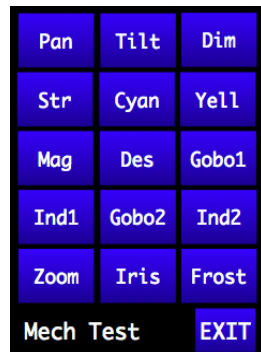 Pan Tilt Dim
Str Cyan Yell
Mag Des Gobo1
Ind1 Gobo2 Ind2
Zoom Iris Frost
Mech Test EXIT